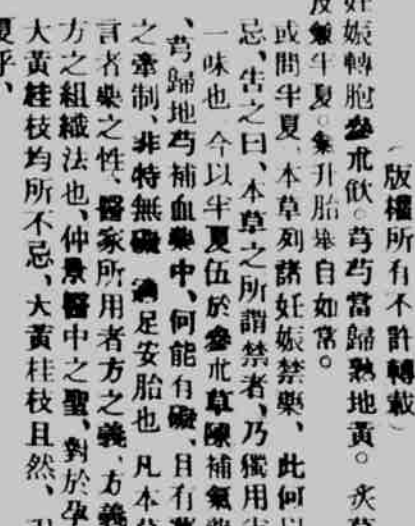 （版權所有不許轉載）
妊娠轉胞參朮飲。芎芍當歸熟地黃。炙草
及兼半夏。氣升胎舉自如常。
或問半夏、本草列諸妊娠禁藥、此何
忌、告之曰、本草之所謂禁者、乃獨用
一味也、今以半夏伍於參朮草陳補氣
、芎歸地芍補血藥中、何能有礙、且有
之牽制、非特無礙、適足安胎也、凡本草
言者藥之性、醫家所用者方之義、方義
方之組織法也、仲景醫中之聖、對於孕
大黃桂枝均所不忌、大黃桂枝且然、
夏乎、